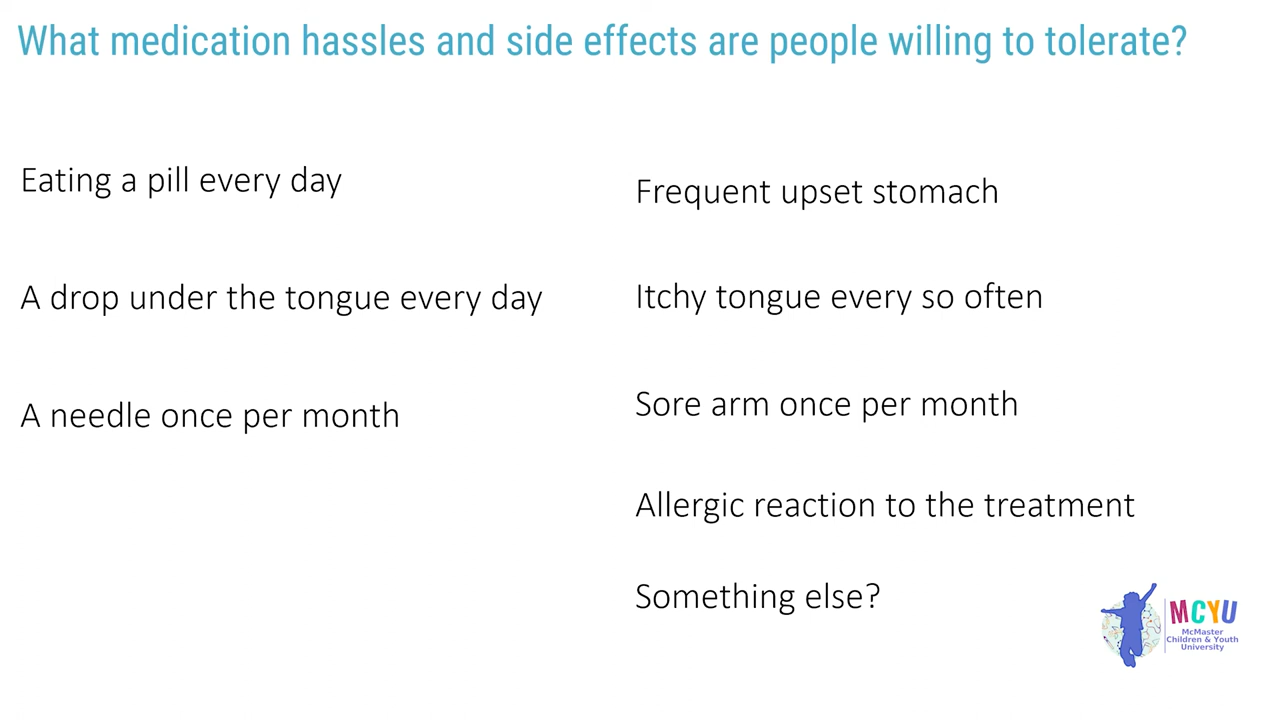 What medication hassles and side effects are people willing to tolerate?
Eating a pill every day
A drop under the tongue every day
A needle once per month
Frequent upset stomach
Itchy tongue every so often
Sore arm once per month
Allergic reaction to the treatment
Something else?
MCYU
McMaster
Children & Youth
University